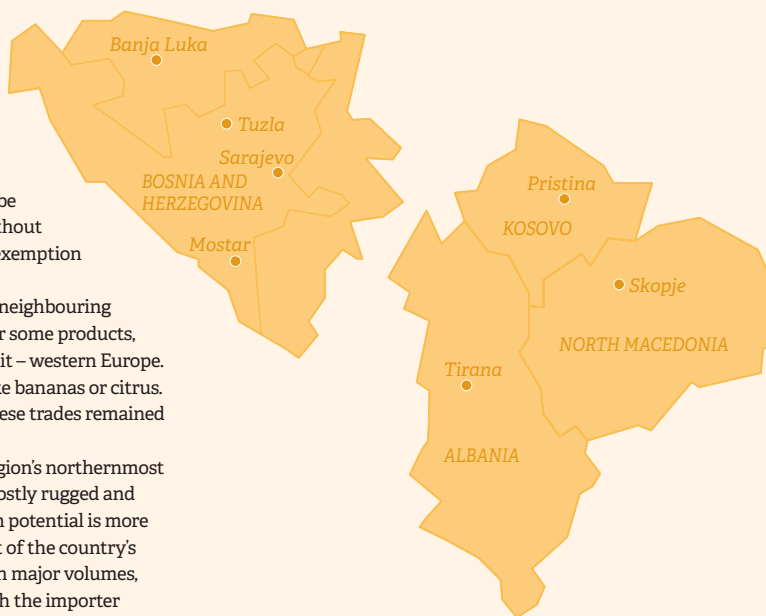 be
thout
exemption
neighbouring
r some products,
it – western Europe.
ke bananas or citrus.
ese trades remained
gion's northernmost
ostly rugged and
n potential is more
t of the country's
n major volumes,
h the importer
Banja Luka
Tuzla
Sarajevo
BOSNIA AND
HERZEGOVINA
Mostar
Pristina
KOSOVO
Skopje
NORTH MACEDONIA
Tirana
ALBANIA